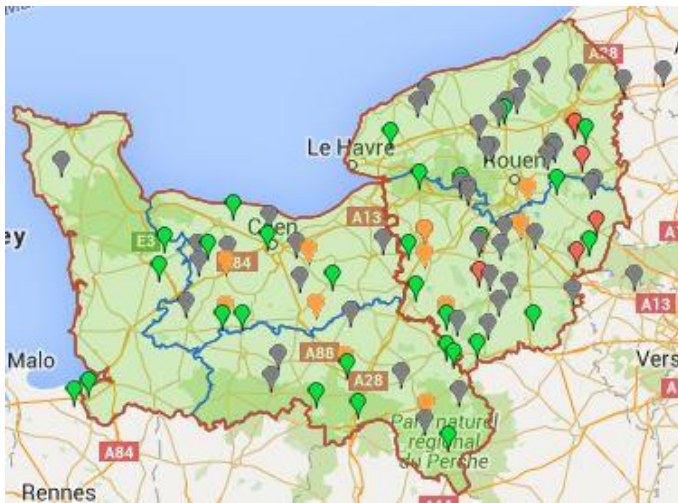 A28
Le Havre
Rouen
A13
Caen
ey
E3
A84
A13
Malo
A88
Vers
A28
Parc naturel
régional
du Perche
A84
Rennes